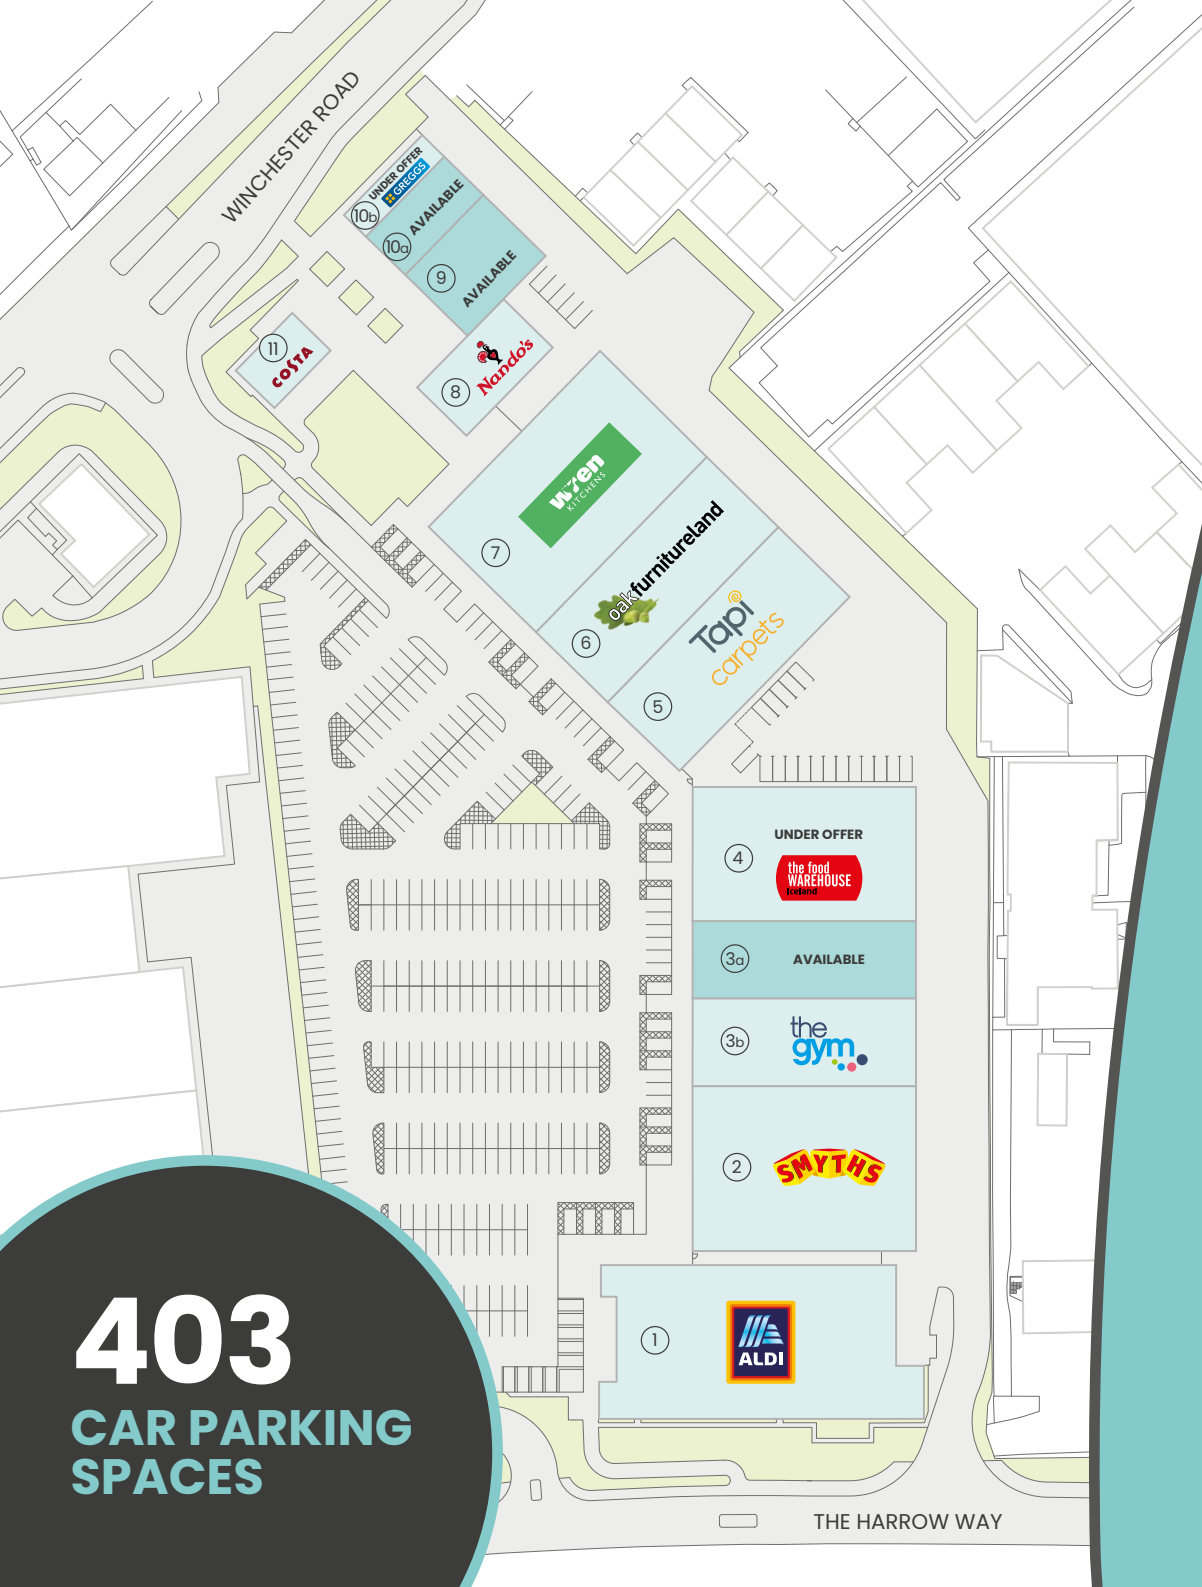 WINCHESTER ROAD
UNDER OFFER
GREGGS
10b
AVAILABLE
10a
9
AVAILABLE
11
COSTA
8
Nando's
wren
KITCHENS
7
oakfurnitureland
6
Tapi
carpets
5
UNDER OFFER
4
the food
WAREHOUSE
Iceland
3a
AVAILABLE
3b
the
gym
2
SMYTHS
1
ALDI
403
CAR PARKING
SPACES
THE HARROW WAY